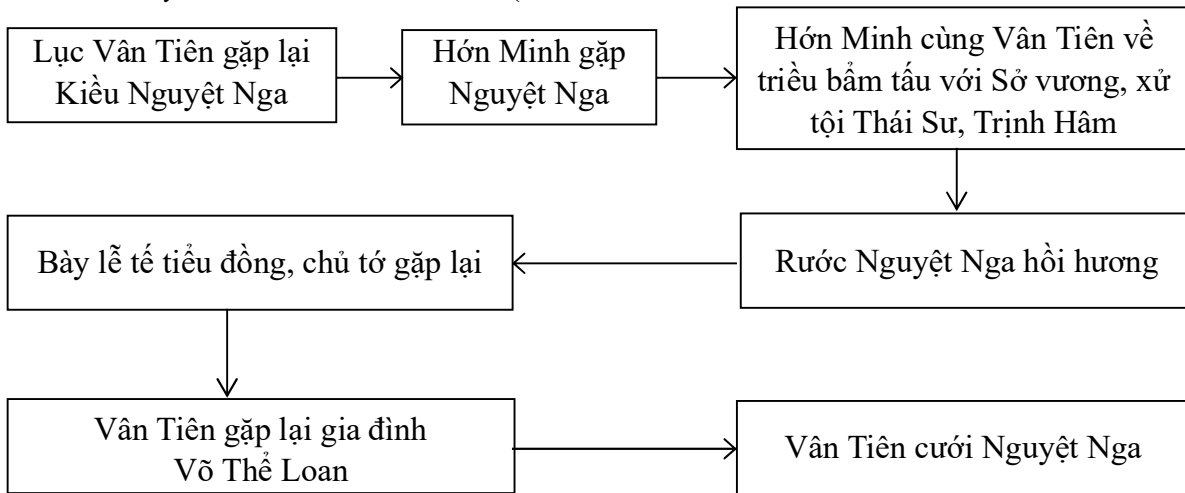 Lục Vân Tiên gặp lại
Kiều Nguyệt Nga
Hớn Minh gặp
Nguyệt Nga
Hớn Minh cùng Vân Tiên về
triều bẩm tấu với Sở vương, xử
tội Thái Sư, Trịnh Hâm
Rước Nguyệt Nga hồi hương
Bày lễ tế tiểu đồng, chủ tớ gặp lại
Vân Tiên gặp lại gia đình
Võ Thể Loan
Vân Tiên cưới Nguyệt Nga